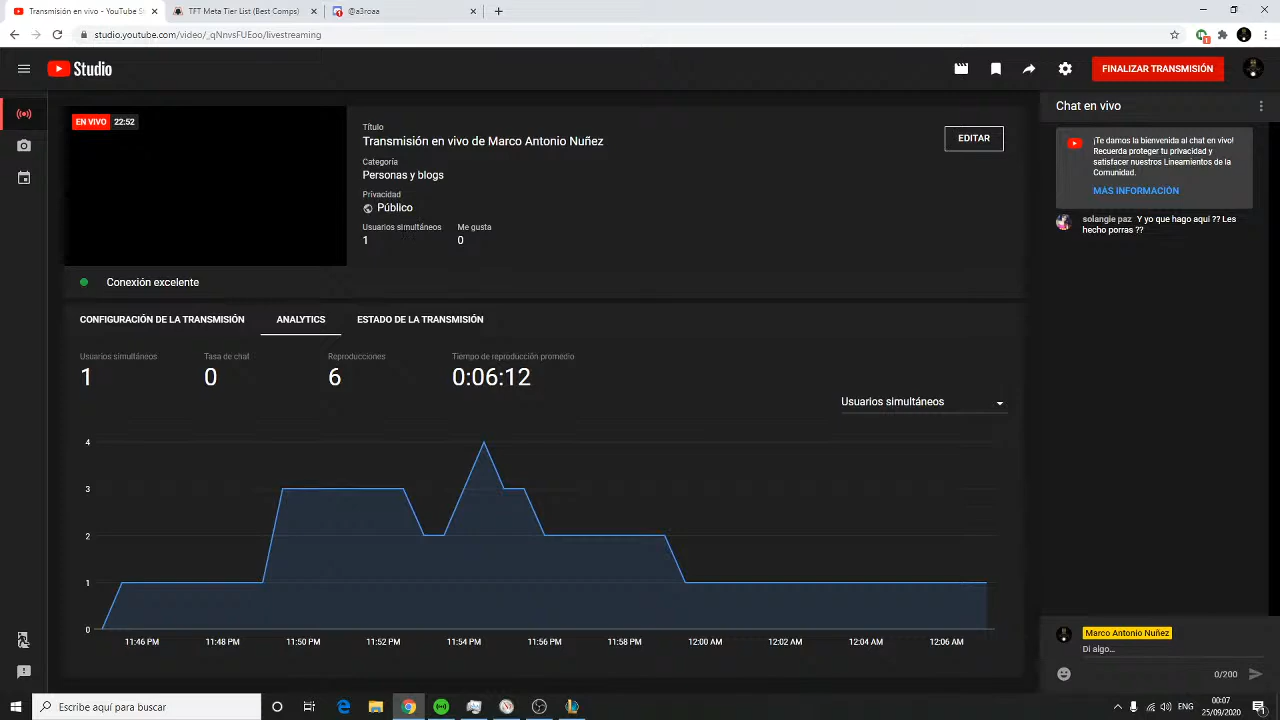 Transmisión en vivo - YouTube S
TFT Meta Tier List (Best Comps)
@a3roaa
studio.youtube.com/video/_qNnvsFUEoo/livestreaming
1
Studio
FINALIZAR TRANSMISIÓN
EN VIVO 22:52
Título
Transmisión en vivo de Marco Antonio Nuñez
EDITAR
Categoría
Personas y blogs
Privacidad
Público
Usuarios simultáneos Me gusta
1 0
Conexión excelente
CONFIGURACIÓN DE LA TRANSMISIÓN ANALYTICS ESTADO DE LA TRANSMISIÓN
Usuarios simultáneos Tasa de chat Reproducciones Tiempo de reproducción promedio
1 0 6 0:06:12
Usuarios simultáneos
4
3
2
1
0
11:46 PM 11:48 PM 11:50 PM 11:52 PM 11:54 PM 11:56 PM 11:58 PM 12:00 AM 12:02 AM 12:04 AM 12:06 AM
Chat en vivo
¡Te damos la bienvenida al chat en vivo!
Recuerda proteger tu privacidad y
satisfacer nuestros Lineamientos de la
Comunidad.
MÁS INFORMACIÓN
solangie paz Y yo que hago aquí ?? Les
hecho porras ??
Marco Antonio Nuñez
Di algo...
0/200
Escribe aquí para buscar
ENG
00:07
25/09/2020